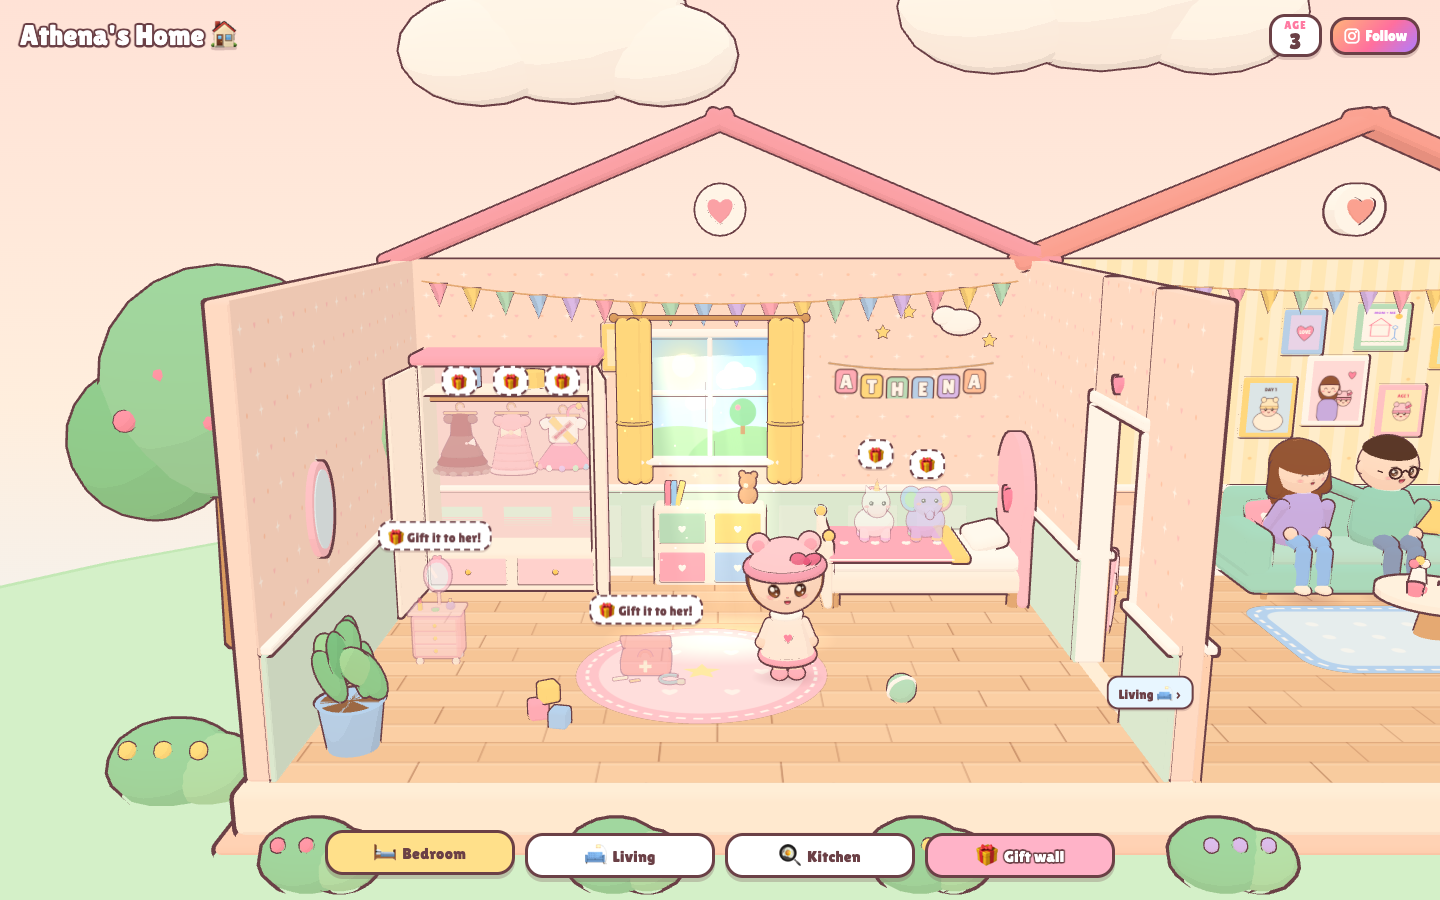 Athena's Home
AGE
3
Follow
ATHENA
Gift it to her!
Gift it to her!
Living ›
Bedroom
Living
Kitchen
Gift wall